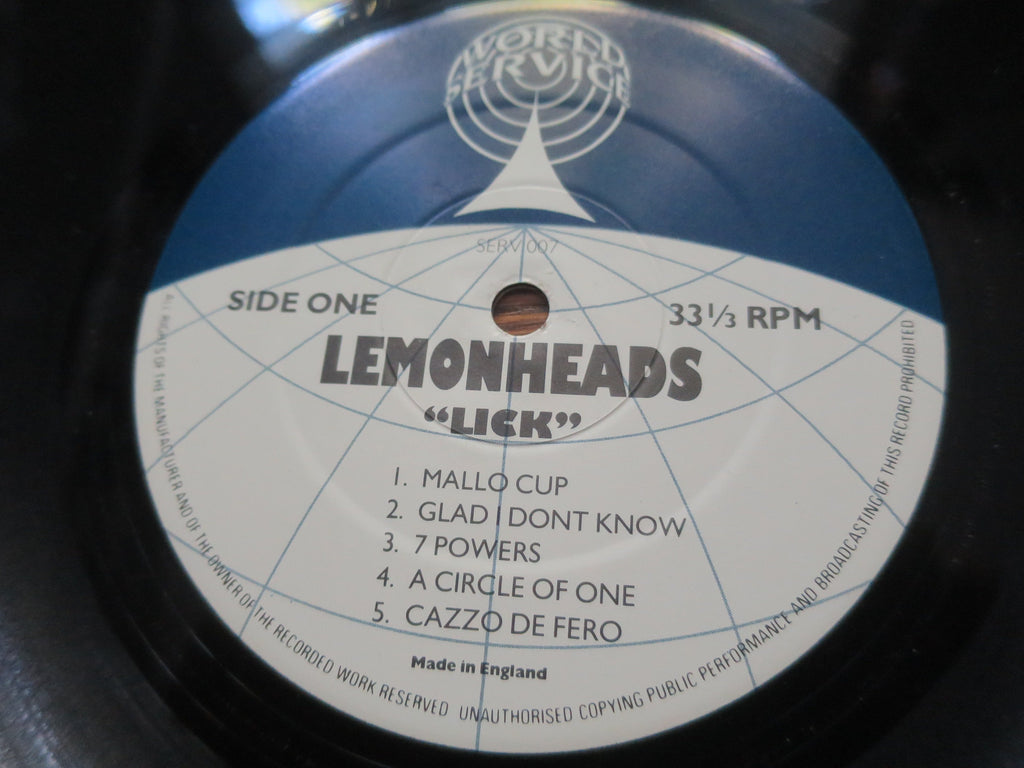 WORLD
SERVICE
SERV 007
SIDE ONE
33 1/3 RPM
LEMONHEADS
“LICK”
1. MALLO CUP
2. GLAD I DONT KNOW
3. 7 POWERS
4. A CIRCLE OF ONE
5. CAZZO DE FERO
Made in England
ALL RIGHTS OF THE MANUFACTURER AND OF THE OWNER OF THE RECORDED WORK RESERVED UNAUTHORISED COPYING PUBLIC PERFORMANCE AND BROADCASTING OF THIS RECORD PROHIBITED